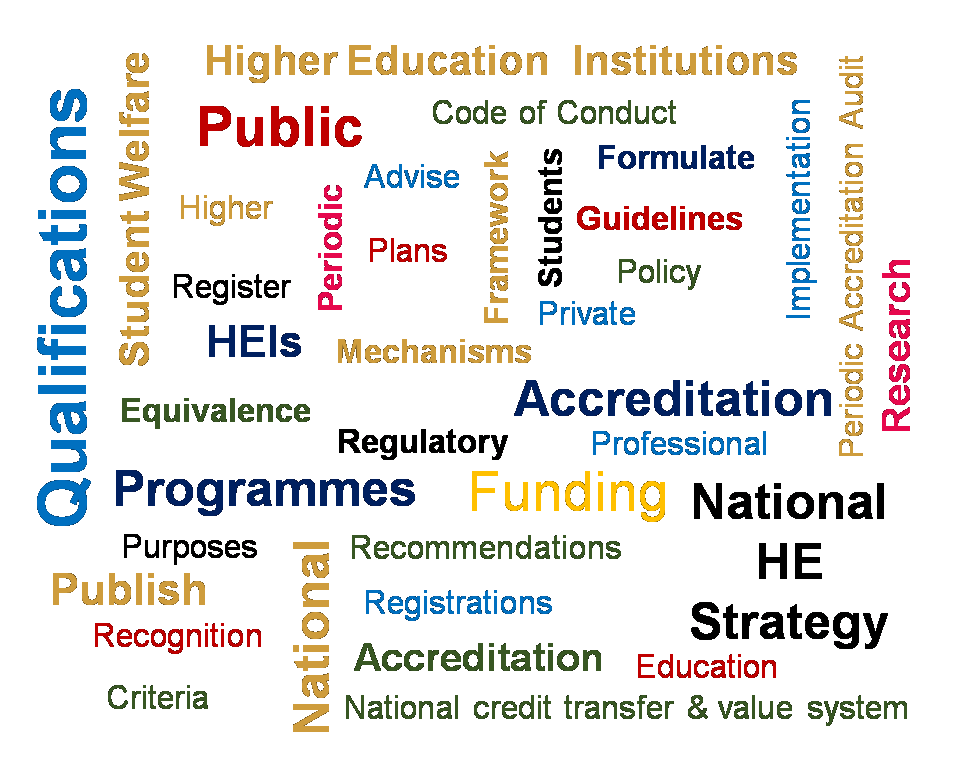 Higher Education Institutions
Qualifications
Student Welfare
Public
Code of Conduct
Implementation
Periodic Accreditation Audit
Advise
Framework
Students
Formulate
Higher
Periodic
Plans
Guidelines
Register
Policy
Private
Research
HEIs
Mechanisms
Equivalence
Accreditation
Regulatory
Professional
Programmes
Funding
National
HE
Strategy
Purposes
National
Recommendations
Publish
Registrations
Recognition
Accreditation
Education
Criteria
National credit transfer & value system